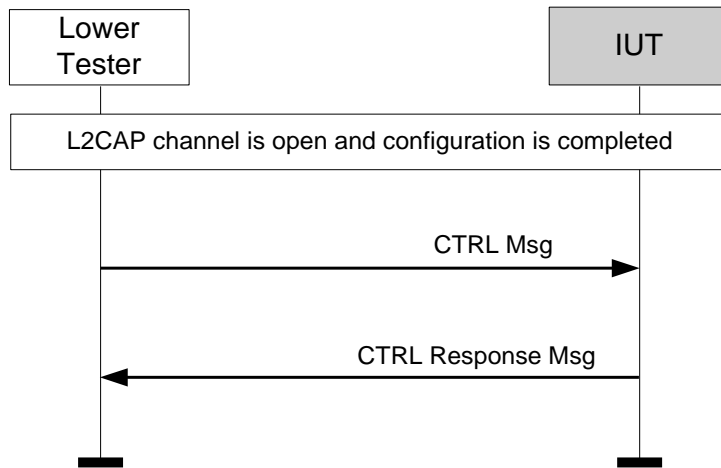 Lower
Tester
IUT
L2CAP channel is open and configuration is completed
CTRL Msg
CTRL Response Msg